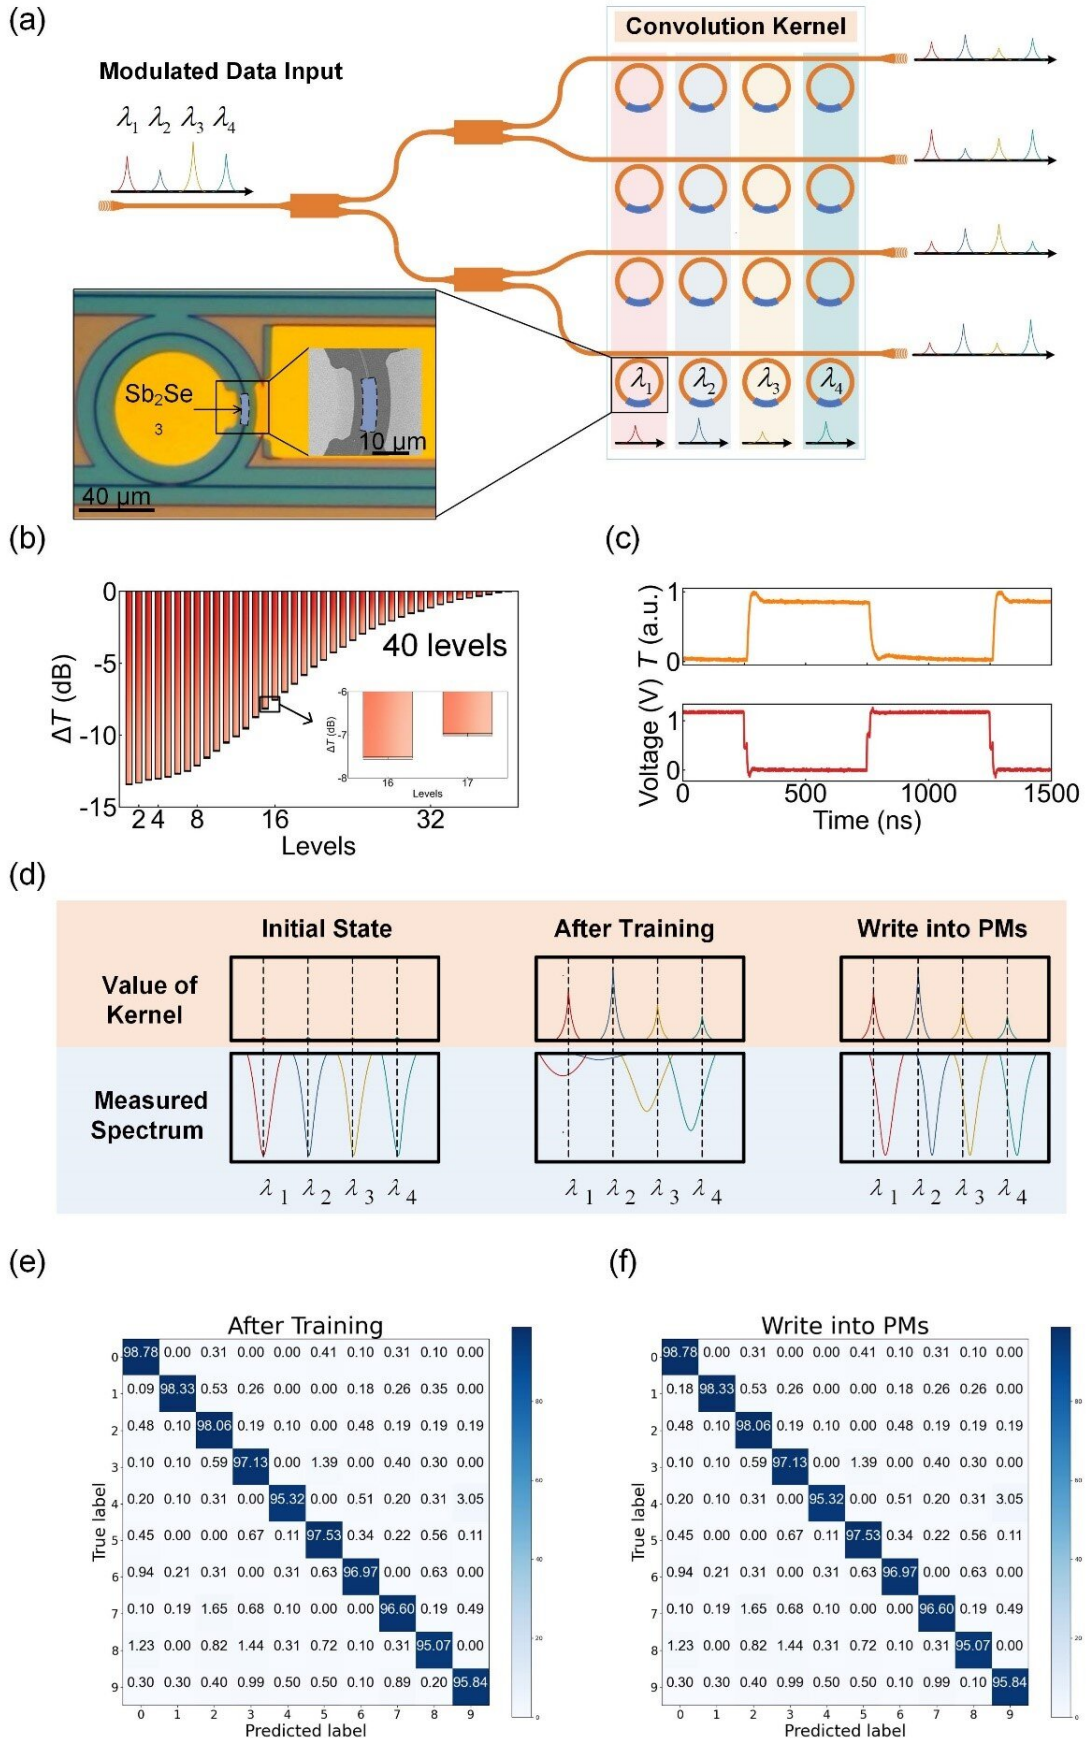 (a)
Convolution Kernel
Modulated Data Input
λ1 λ2 λ3 λ4
Sb2Se
3
10 μm
40 μm
λ1 λ2 λ3 λ4
(b)
0
-5
-10
-15
ΔT (dB)
40 levels
-6
-7
-8
ΔT (dB)
16 17
Levels
2 4 8 16 32
Levels
(c)
1
0
T (a.u.)
1
0
Voltage (V)
0 500 1000 1500
Time (ns)
(d)
Initial State After Training Write into PMs
Value of
Kernel
Measured
Spectrum
λ1 λ2 λ3 λ4 λ1 λ2 λ3 λ4 λ1 λ2 λ3 λ4
(e)
After Training
0 98.78 0.00 0.31 0.00 0.00 0.41 0.10 0.31 0.10 0.00
1 0.09 98.33 0.53 0.26 0.00 0.00 0.18 0.26 0.35 0.00
2 0.48 0.10 98.06 0.19 0.10 0.00 0.48 0.19 0.19 0.19
3 0.10 0.10 0.59 97.13 0.00 1.39 0.00 0.40 0.30 0.00
4 0.20 0.10 0.31 0.00 95.32 0.00 0.51 0.20 0.31 3.05
5 0.45 0.00 0.00 0.67 0.11 97.53 0.34 0.22 0.56 0.11
6 0.94 0.21 0.31 0.00 0.31 0.63 96.97 0.00 0.63 0.00
7 0.10 0.19 1.65 0.68 0.10 0.00 0.00 96.60 0.19 0.49
8 1.23 0.00 0.82 1.44 0.31 0.72 0.10 0.31 95.07 0.00
9 0.30 0.30 0.40 0.99 0.50 0.50 0.10 0.89 0.20 95.84
0 1 2 3 4 5 6 7 8 9
Predicted label
True label
80
60
40
20
0
(f)
Write into PMs
0 98.78 0.00 0.31 0.00 0.00 0.41 0.10 0.31 0.10 0.00
1 0.18 98.33 0.53 0.26 0.00 0.00 0.18 0.26 0.26 0.00
2 0.48 0.10 98.06 0.19 0.10 0.00 0.48 0.19 0.19 0.19
3 0.10 0.10 0.59 97.13 0.00 1.39 0.00 0.40 0.30 0.00
4 0.20 0.10 0.31 0.00 95.32 0.00 0.51 0.20 0.31 3.05
5 0.45 0.00 0.00 0.67 0.11 97.53 0.34 0.22 0.56 0.11
6 0.94 0.21 0.31 0.00 0.31 0.63 96.97 0.00 0.63 0.00
7 0.10 0.19 1.65 0.68 0.10 0.00 0.00 96.60 0.19 0.49
8 1.23 0.00 0.82 1.44 0.31 0.72 0.10 0.31 95.07 0.00
9 0.30 0.30 0.40 0.99 0.50 0.50 0.10 0.99 0.10 95.84
0 1 2 3 4 5 6 7 8 9
Predicted label
True label
80
60
40
20
0